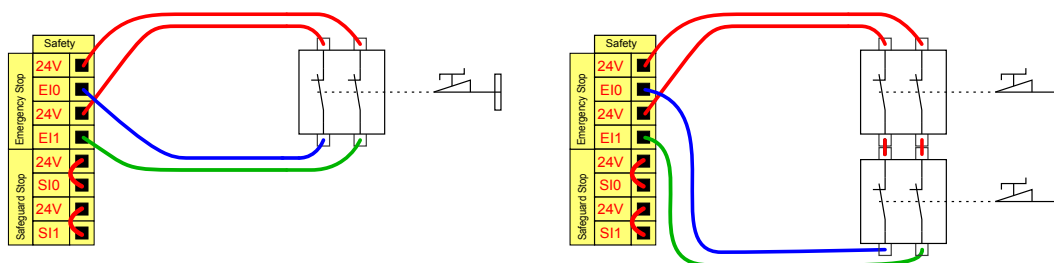 Safety
Emergency Stop
24V
EI0
24V
EI1
Safeguard Stop
24V
SI0
24V
SI1
Safety
Emergency Stop
24V
EI0
24V
EI1
Safeguard Stop
24V
SI0
24V
SI1